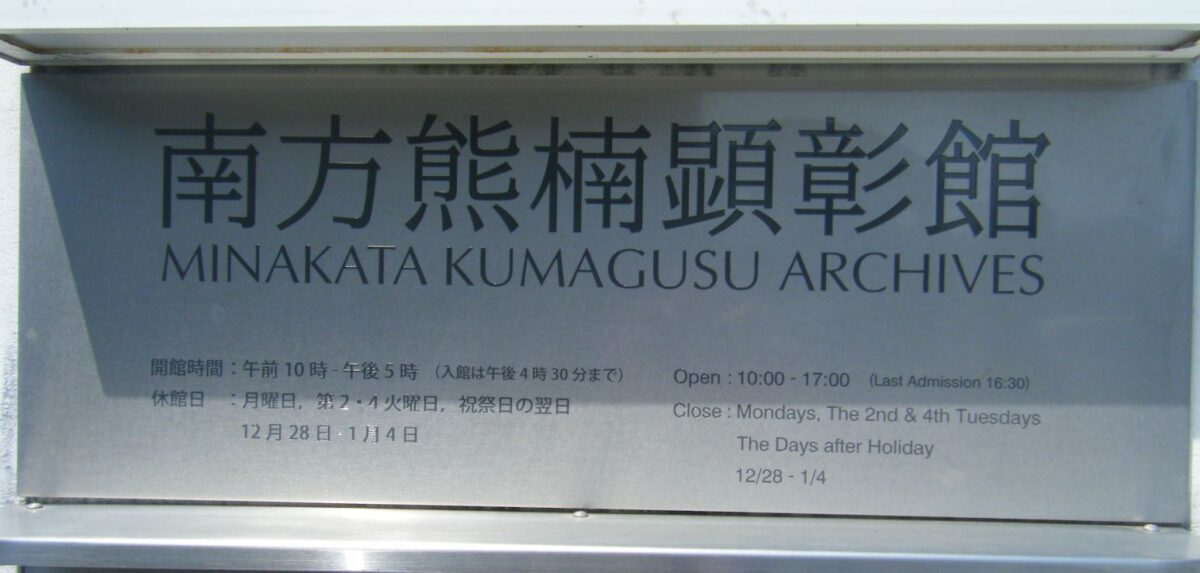 南方熊楠顕彰館
MINAKATA KUMAGUSU ARCHIVES
開館時間：午前10時-午後5時 （入館は午後4時30分まで）
休館日 ：月曜日，第2・4火曜日，祝祭日の翌日
12月28日-1月4日
Open : 10:00 - 17:00 (Last Admission 16:30)
Close : Mondays, The 2nd & 4th Tuesdays
The Days after Holiday
12/28 - 1/4